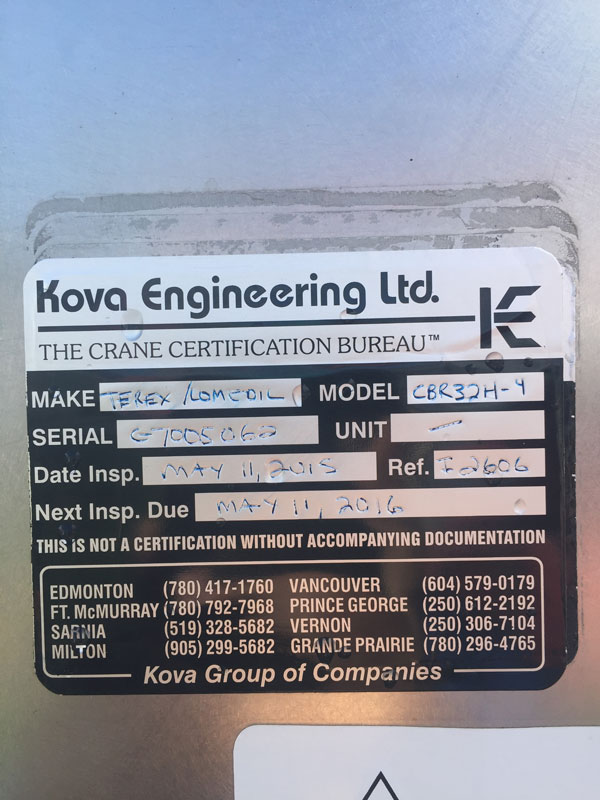 Kova Engineering Ltd.
KE
THE CRANE CERTIFICATION BUREAU™
MAKE TEREX / COMEDIL MODEL CBR32H-4
SERIAL G7005062 UNIT —
Date Insp. MAY 11, 2015 Ref. I-2606
Next Insp. Due MAY 11, 2016
THIS IS NOT A CERTIFICATION WITHOUT ACCOMPANYING DOCUMENTATION
EDMONTON (780) 417-1760 VANCOUVER (604) 579-0179
FT. McMURRAY (780) 792-7968 PRINCE GEORGE (250) 612-2192
SARNIA (519) 328-5682 VERNON (250) 306-7104
MILTON (905) 299-5682 GRANDE PRAIRIE (780) 296-4765
Kova Group of Companies